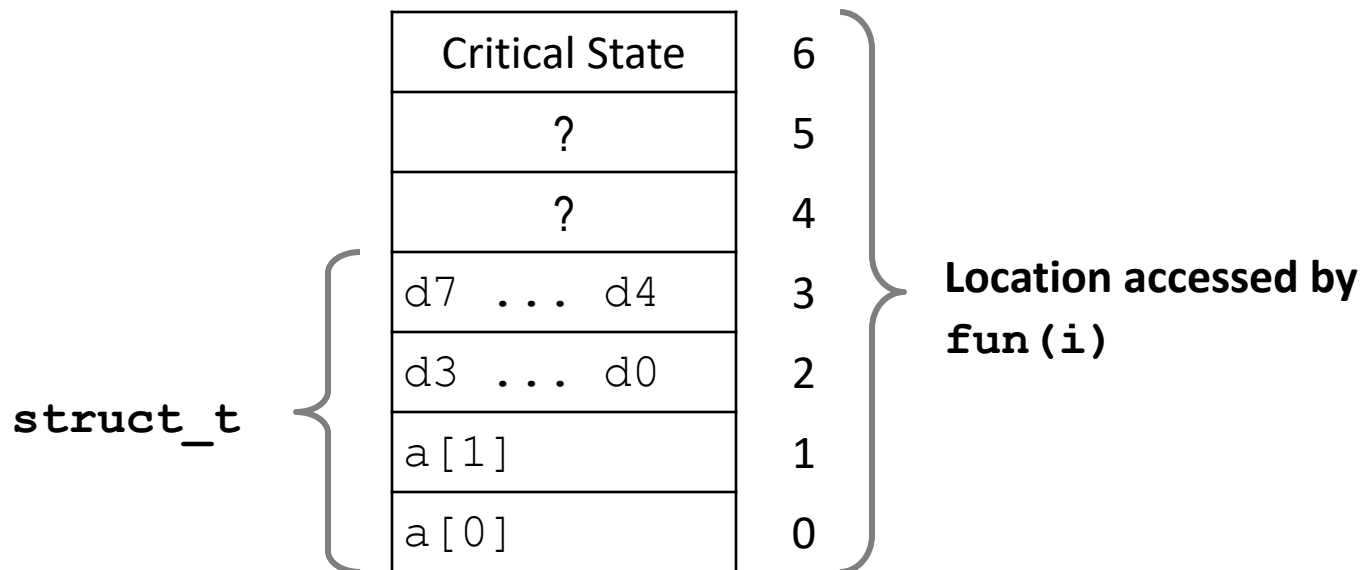 Critical State 6
? 5
? 4
d7 ... d4 3
Location accessed by
fun(i)
d3 ... d0 2
struct_t
a[1] 1
a[0] 0